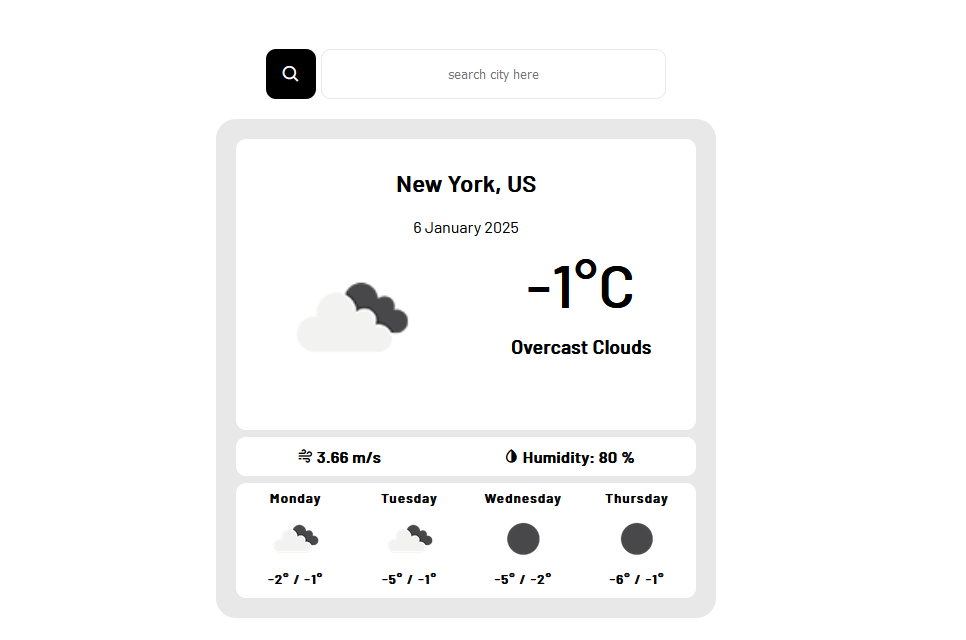 search city here
New York, US
6 January 2025
-1°C
Overcast Clouds
3.66 m/s Humidity: 80 %
Monday Tuesday Wednesday Thursday
-2° / -1° -5° / -1° -5° / -2° -6° / -1°